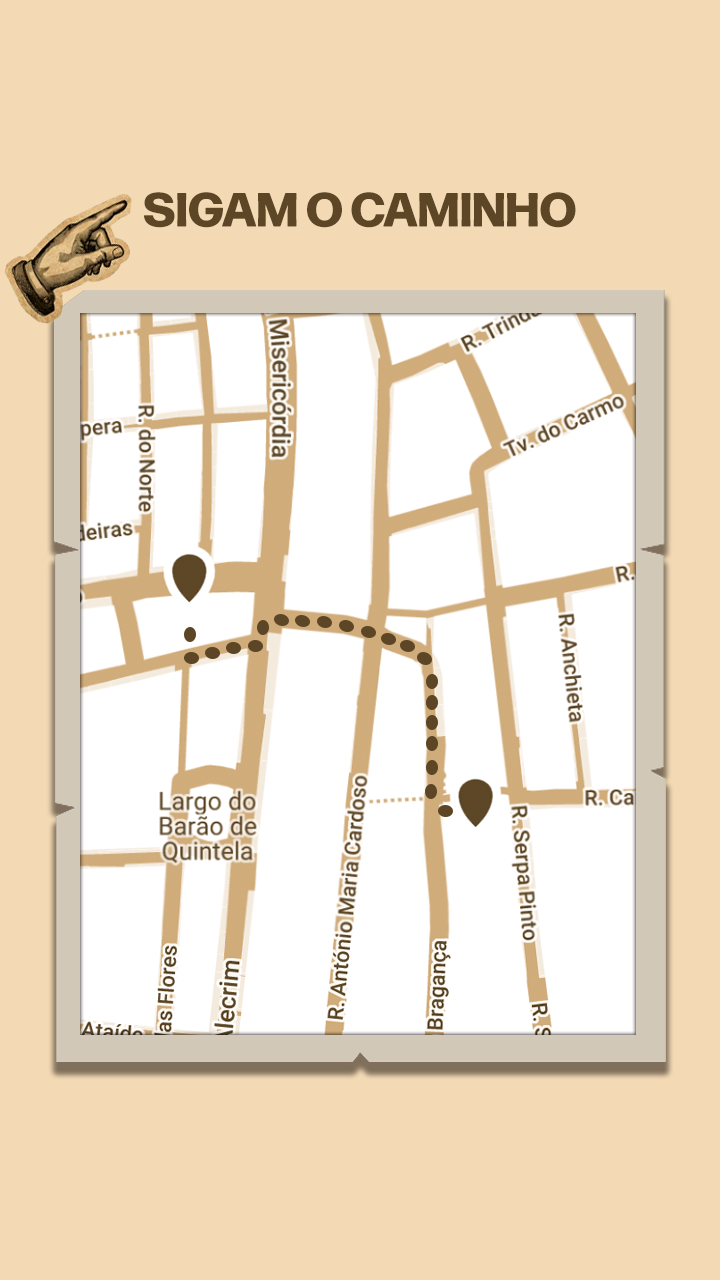 SIGAM O CAMINHO
Misericórdia
R. Trind
Tv. do Carmo
pera
R. do Norte
deiras
R.
R. Anchieta
Largo do
Barão de
Quintela
R. António Maria Cardoso
R. Ca
R. Serpa Pinto
Bragança
as Flores
Alecrim
R. S
Ataíde